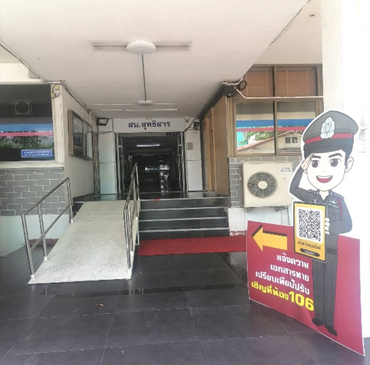 สน.สุทธิสาร
แจ้งความ
เอกสารหาย
เปรียบเทียบปรับ
เชิญที่ห้อง106